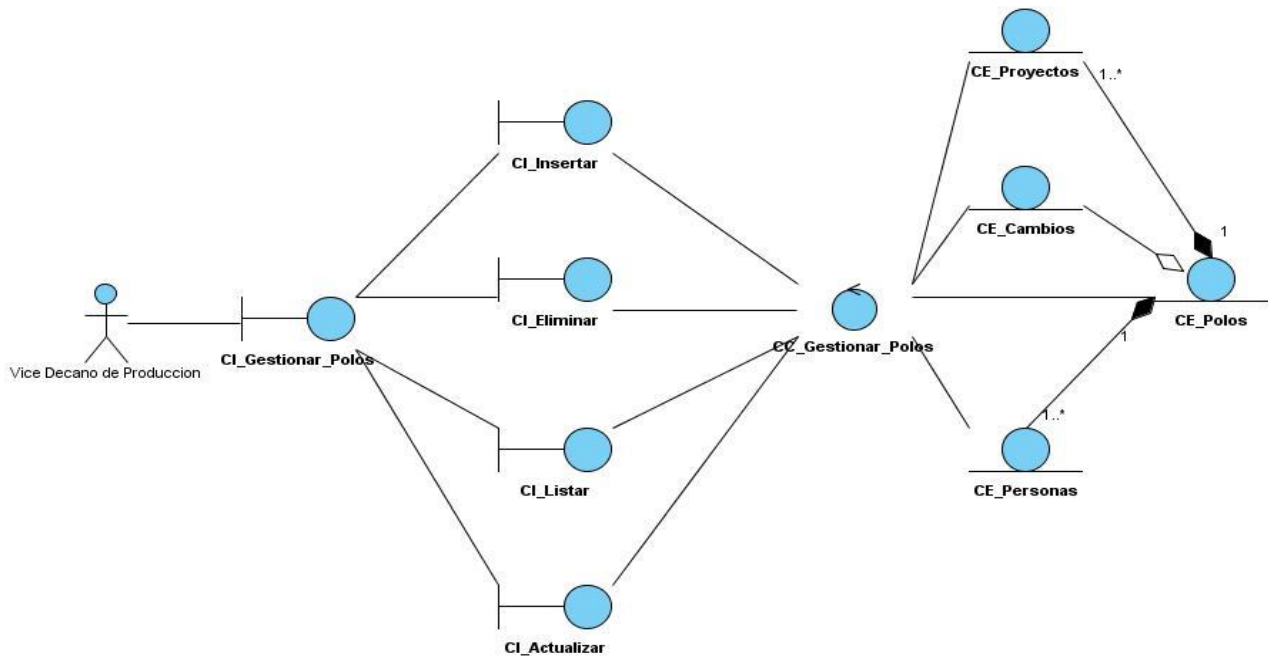 CE_Proyectos
1..*
CI_Insertar
CE_Cambios
1
CE_Polos
CI_Eliminar
CI_Gestionar_Polos
CC_Gestionar_Polos
1
Vice Decano de Produccion
1..*
CI_Listar
CE_Personas
CI_Actualizar